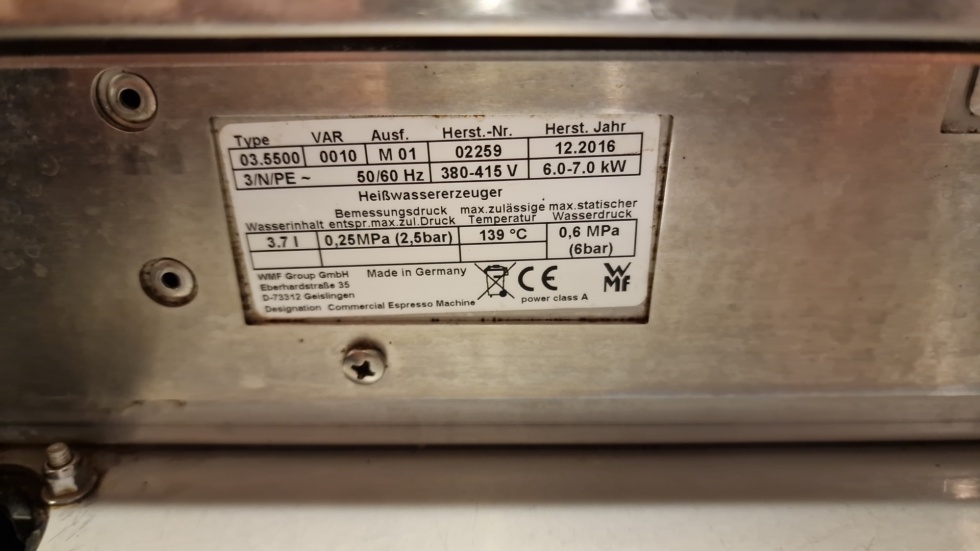 Type VAR Ausf. Herst.-Nr. Herst. Jahr
03.5500 0010 M 01 02259 12.2016
3/N/PE ~ 50/60 Hz 380-415 V 6.0-7.0 kW
Heißwassererzeuger
Wasserinhalt Bemessungsdruck entspr.max.zul.Druck max.zulässige Temperatur max.statischer Wasserdruck
3.7 l 0,25MPa (2,5bar) 139 °C 0,6 MPa (6bar)
WMF Group GmbH Made in Germany CE WMF
Eberhardstraße 35
D-73312 Geislingen power class A
Designation Commercial Espresso Machine